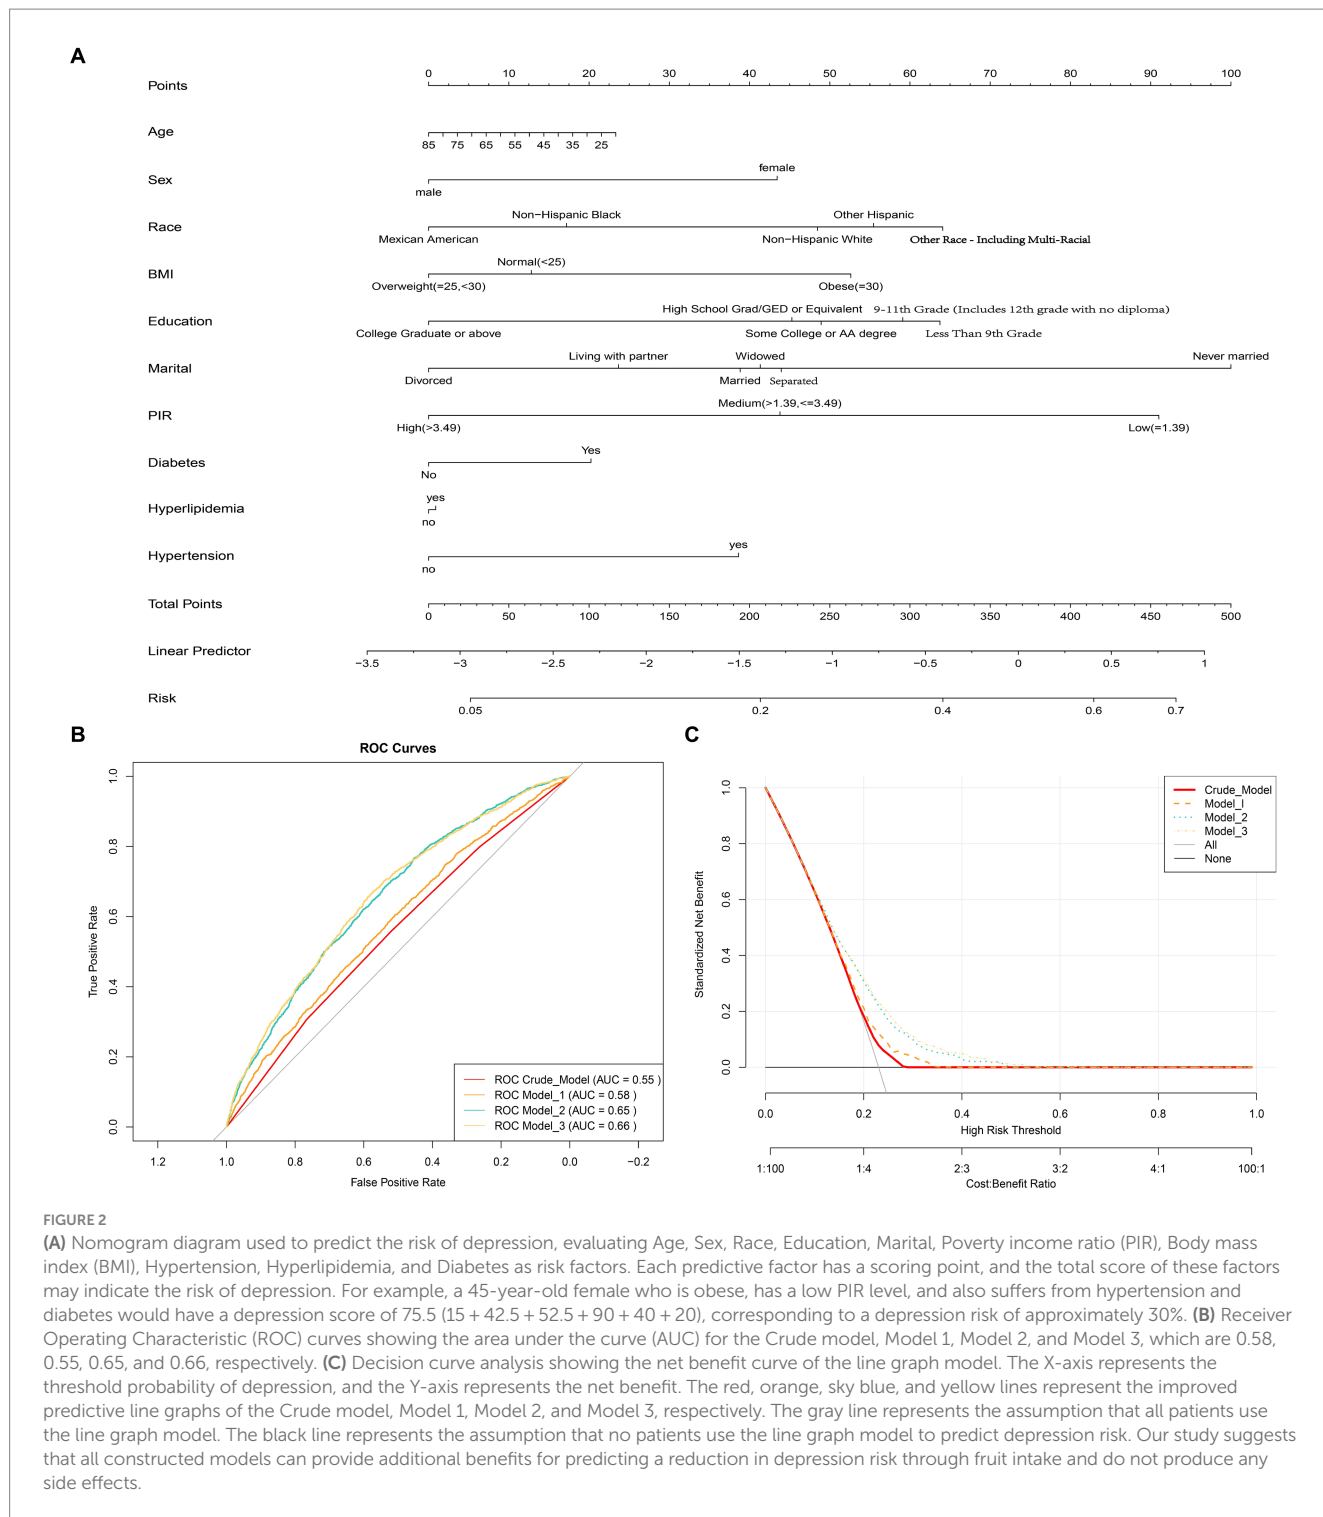 A
Points
0 10 20 30 40 50 60 70 80 90 100
Age
85 75 65 55 45 35 25
Sex
female
male
Race
Non-Hispanic Black Other Hispanic
Mexican American Non-Hispanic White Other Race - Including Multi-Racial
BMI
Normal(<25)
Overweight(=25,<30) Obese(=30)
Education
High School Grad/GED or Equivalent 9-11th Grade (Includes 12th grade with no diploma)
College Graduate or above Some College or AA degree Less Than 9th Grade
Marital
Living with partner Widowed Never married
Divorced Married Separated
PIR
Medium(>1.39,<=3.49)
High(>3.49) Low(=1.39)
Diabetes
Yes
No
Hyperlipidemia
yes
no
Hypertension
yes
no
Total Points
0 50 100 150 200 250 300 350 400 450 500
Linear Predictor
−3.5 −3 −2.5 −2 −1.5 −1 −0.5 0 0.5 1
Risk
0.05 0.2 0.4 0.6 0.7
B
ROC Curves
True Positive Rate
1.0
0.8
0.6
0.4
0.2
0.0
ROC Crude_Model (AUC = 0.55 )
ROC Model_1 (AUC = 0.58 )
ROC Model_2 (AUC = 0.65 )
ROC Model_3 (AUC = 0.66 )
1.2 1.0 0.8 0.6 0.4 0.2 0.0 −0.2
False Positive Rate
C
Standardized Net Benefit
1.0
0.8
0.6
0.4
0.2
0.0
Crude_Model
Model_I
Model_2
Model_3
All
None
0.0 0.2 0.4 0.6 0.8 1.0
High Risk Threshold
1:100 1:4 2:3 3:2 4:1 100:1
Cost:Benefit Ratio
FIGURE 2
(A) Nomogram diagram used to predict the risk of depression, evaluating Age, Sex, Race, Education, Marital, Poverty income ratio (PIR), Body mass
index (BMI), Hypertension, Hyperlipidemia, and Diabetes as risk factors. Each predictive factor has a scoring point, and the total score of these factors
may indicate the risk of depression. For example, a 45-year-old female who is obese, has a low PIR level, and also suffers from hypertension and
diabetes would have a depression score of 75.5 (15 + 42.5 + 52.5 + 90 + 40 + 20), corresponding to a depression risk of approximately 30%. (B) Receiver
Operating Characteristic (ROC) curves showing the area under the curve (AUC) for the Crude model, Model 1, Model 2, and Model 3, which are 0.58,
0.55, 0.65, and 0.66, respectively. (C) Decision curve analysis showing the net benefit curve of the line graph model. The X-axis represents the
threshold probability of depression, and the Y-axis represents the net benefit. The red, orange, sky blue, and yellow lines represent the improved
predictive line graphs of the Crude model, Model 1, Model 2, and Model 3, respectively. The gray line represents the assumption that all patients use
the line graph model. The black line represents the assumption that no patients use the line graph model to predict depression risk. Our study suggests
that all constructed models can provide additional benefits for predicting a reduction in depression risk through fruit intake and do not produce any
side effects.